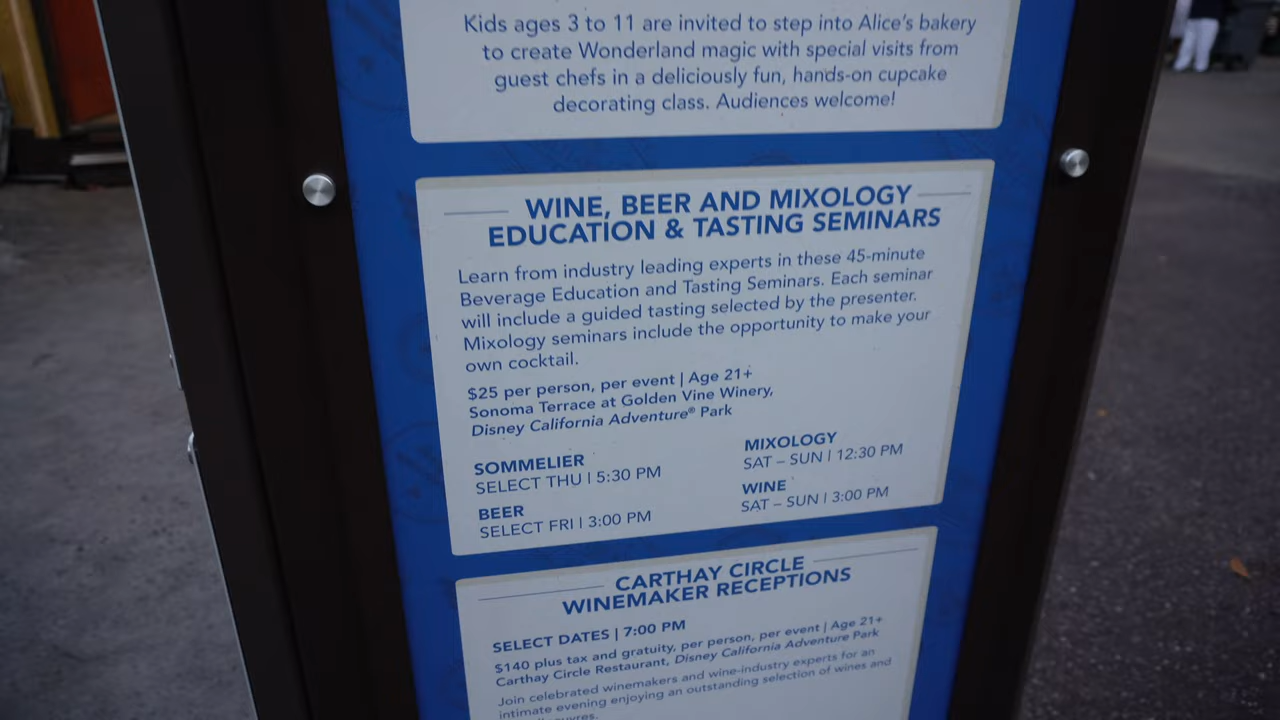 Kids ages 3 to 11 are invited to step into Alice's bakery
to create Wonderland magic with special visits from
guest chefs in a deliciously fun, hands-on cupcake
decorating class. Audiences welcome!
WINE, BEER AND MIXOLOGY
EDUCATION & TASTING SEMINARS
Learn from industry leading experts in these 45-minute
Beverage Education and Tasting Seminars. Each seminar
will include a guided tasting selected by the presenter.
Mixology seminars include the opportunity to make your
own cocktail.
$25 per person, per event | Age 21+
Sonoma Terrace at Golden Vine Winery,
Disney California Adventure® Park
SOMMELIER
SELECT THU | 5:30 PM
BEER
SELECT FRI | 3:00 PM
MIXOLOGY
SAT – SUN | 12:30 PM
WINE
SAT – SUN | 3:00 PM
CARTHAY CIRCLE
WINEMAKER RECEPTIONS
SELECT DATES | 7:00 PM
$140 plus tax and gratuity, per person, per event | Age 21+
Carthay Circle Restaurant, Disney California Adventure Park
Join celebrated winemakers and wine-industry experts for an
intimate evening enjoying an outstanding selection of wines and